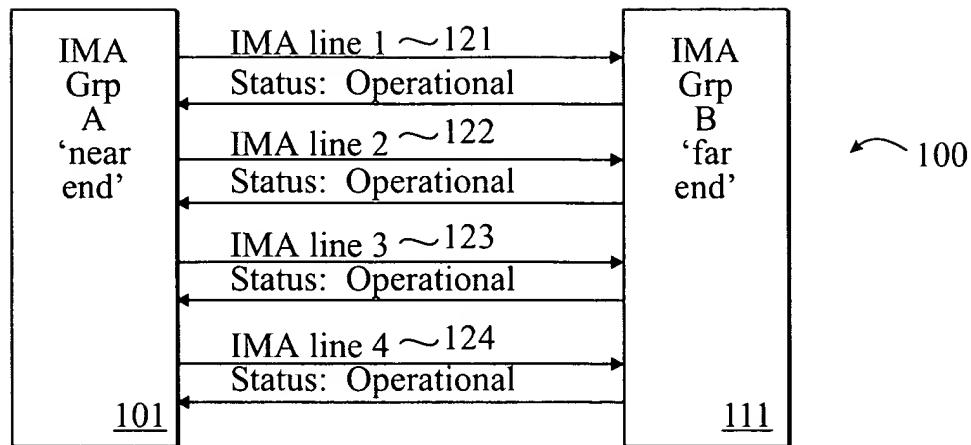 IMA
Grp
A
‘near
end’
101
IMA line 1 121
Status: Operational
IMA line 2 122
Status: Operational
IMA line 3 123
Status: Operational
IMA line 4 124
Status: Operational
IMA
Grp
B
‘far
end’
111
100